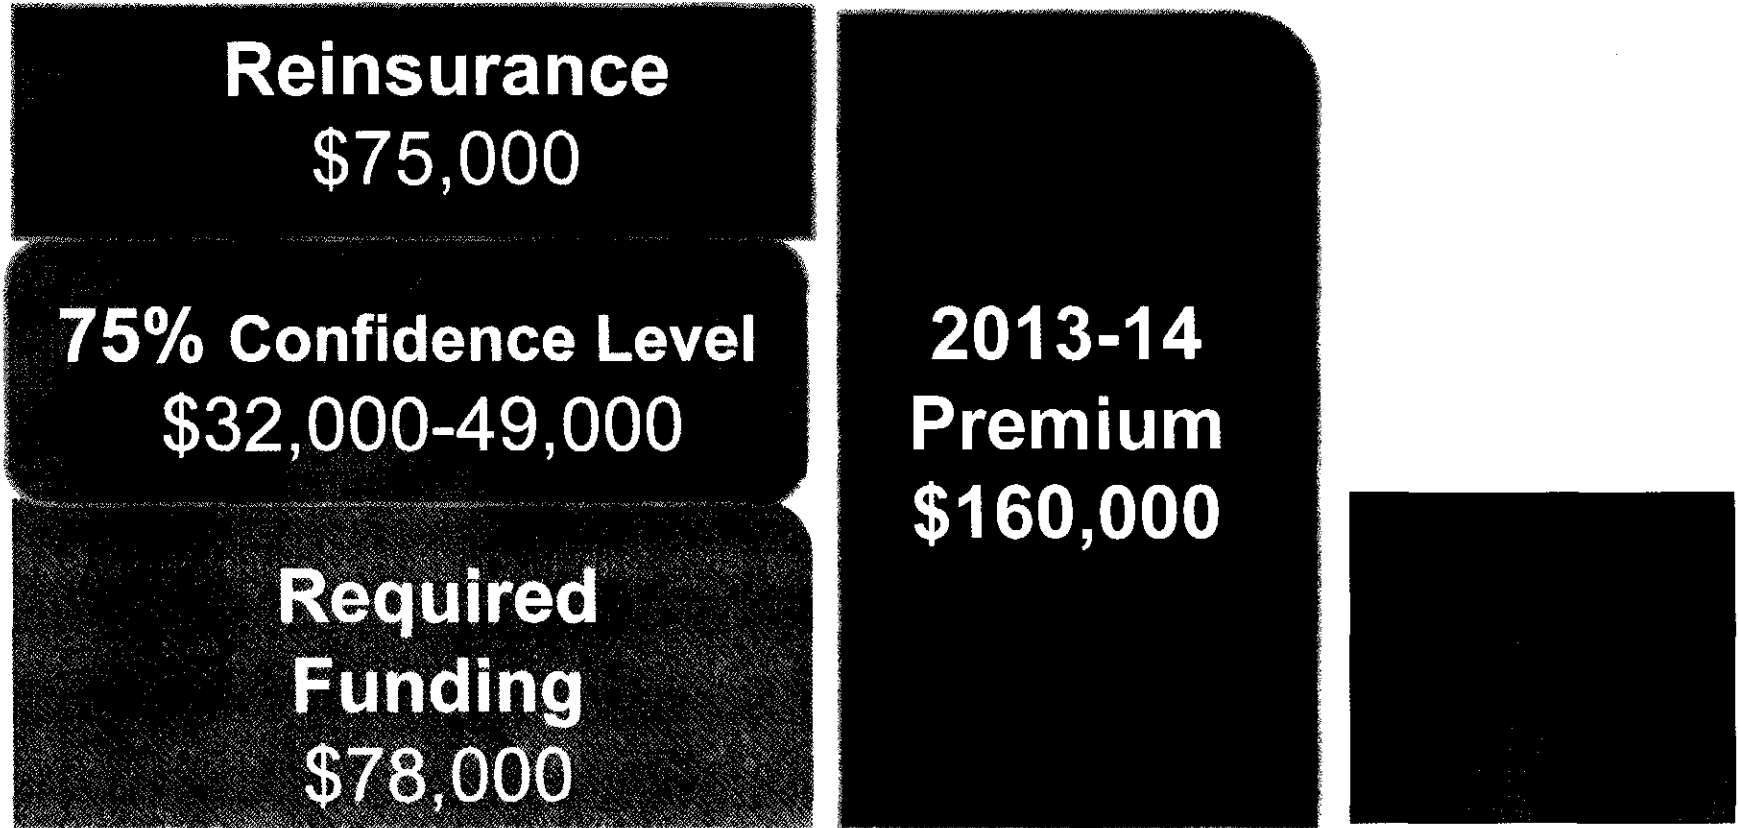 Reinsurance
$75,000
75% Confidence Level
$32,000-49,000
Required
Funding
$78,000
2013-14
Premium
$160,000